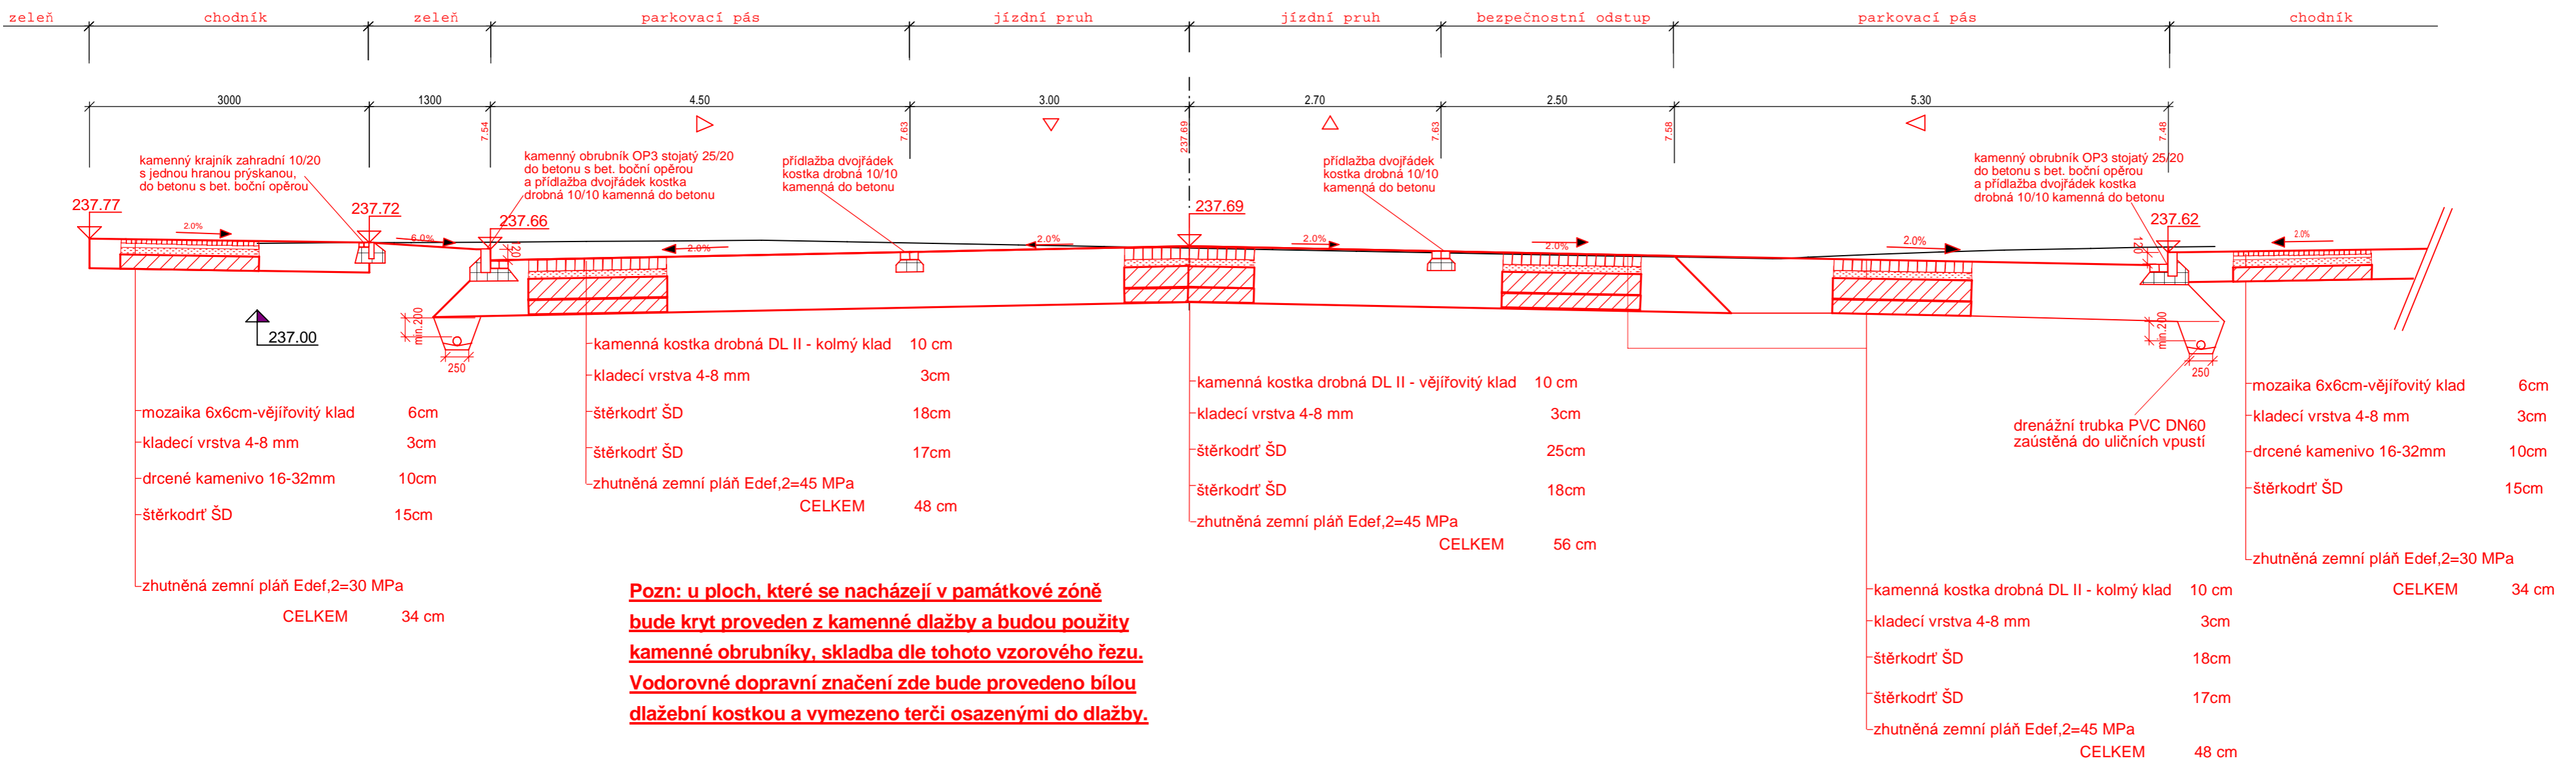 zeleň
chodník
zeleň
parkovací pás
jízdní pruh
jízdní pruh
bezpečnostní odstup
parkovací pás
chodník
3000
1300
4.50
3.00
2.70
2.50
5.30
7.54
7.63
237.69
7.63
7.58
7.48
kamenný krajník zahradní 10/20
s jednou hranou prýskanou,
do betonu s bet. boční opěrou
kamenný obrubník OP3 stojatý 25/20
do betonu s bet. boční opěrou
a přídlažba dvojřádek kostka
drobná 10/10 kamenná do betonu
přídlažba dvojřádek
kostka drobná 10/10
kamenná do betonu
přídlažba dvojřádek
kostka drobná 10/10
kamenná do betonu
kamenný obrubník OP3 stojatý 25/20
do betonu s bet. boční opěrou
a přídlažba dvojřádek kostka
drobná 10/10 kamenná do betonu
237.77
237.72
237.66
237.69
237.62
2.0%
6.0%
120
2.0%
2.0%
2.0%
2.0%
2.0%
120
2.0%
237.00
min.200
250
min.200
250
mozaika 6x6cm-vějířovitý klad 6cm
kladecí vrstva 4-8 mm 3cm
drcené kamenivo 16-32mm 10cm
štěrkodrť ŠD 15cm
zhutněná zemní pláň Edef,2=30 MPa
CELKEM 34 cm
kamenná kostka drobná DL II - kolmý klad 10 cm
kladecí vrstva 4-8 mm 3cm
štěrkodrť ŠD 18cm
štěrkodrť ŠD 17cm
zhutněná zemní pláň Edef,2=45 MPa
CELKEM 48 cm
kamenná kostka drobná DL II - vějířovitý klad 10 cm
kladecí vrstva 4-8 mm 3cm
štěrkodrť ŠD 25cm
štěrkodrť ŠD 18cm
zhutněná zemní pláň Edef,2=45 MPa
CELKEM 56 cm
drenážní trubka PVC DN60
zaústěná do uličních vpustí
mozaika 6x6cm-vějířovitý klad 6cm
kladecí vrstva 4-8 mm 3cm
drcené kamenivo 16-32mm 10cm
štěrkodrť ŠD 15cm
zhutněná zemní pláň Edef,2=30 MPa
CELKEM 34 cm
kamenná kostka drobná DL II - kolmý klad 10 cm
kladecí vrstva 4-8 mm 3cm
štěrkodrť ŠD 18cm
štěrkodrť ŠD 17cm
zhutněná zemní pláň Edef,2=45 MPa
CELKEM 48 cm
Pozn: u ploch, které se nacházejí v památkové zóně
bude kryt proveden z kamenné dlažby a budou použity
kamenné obrubníky, skladba dle tohoto vzorového řezu.
Vodorovné dopravní značení zde bude provedeno bílou
dlažební kostkou a vymezeno terči osazenými do dlažby.